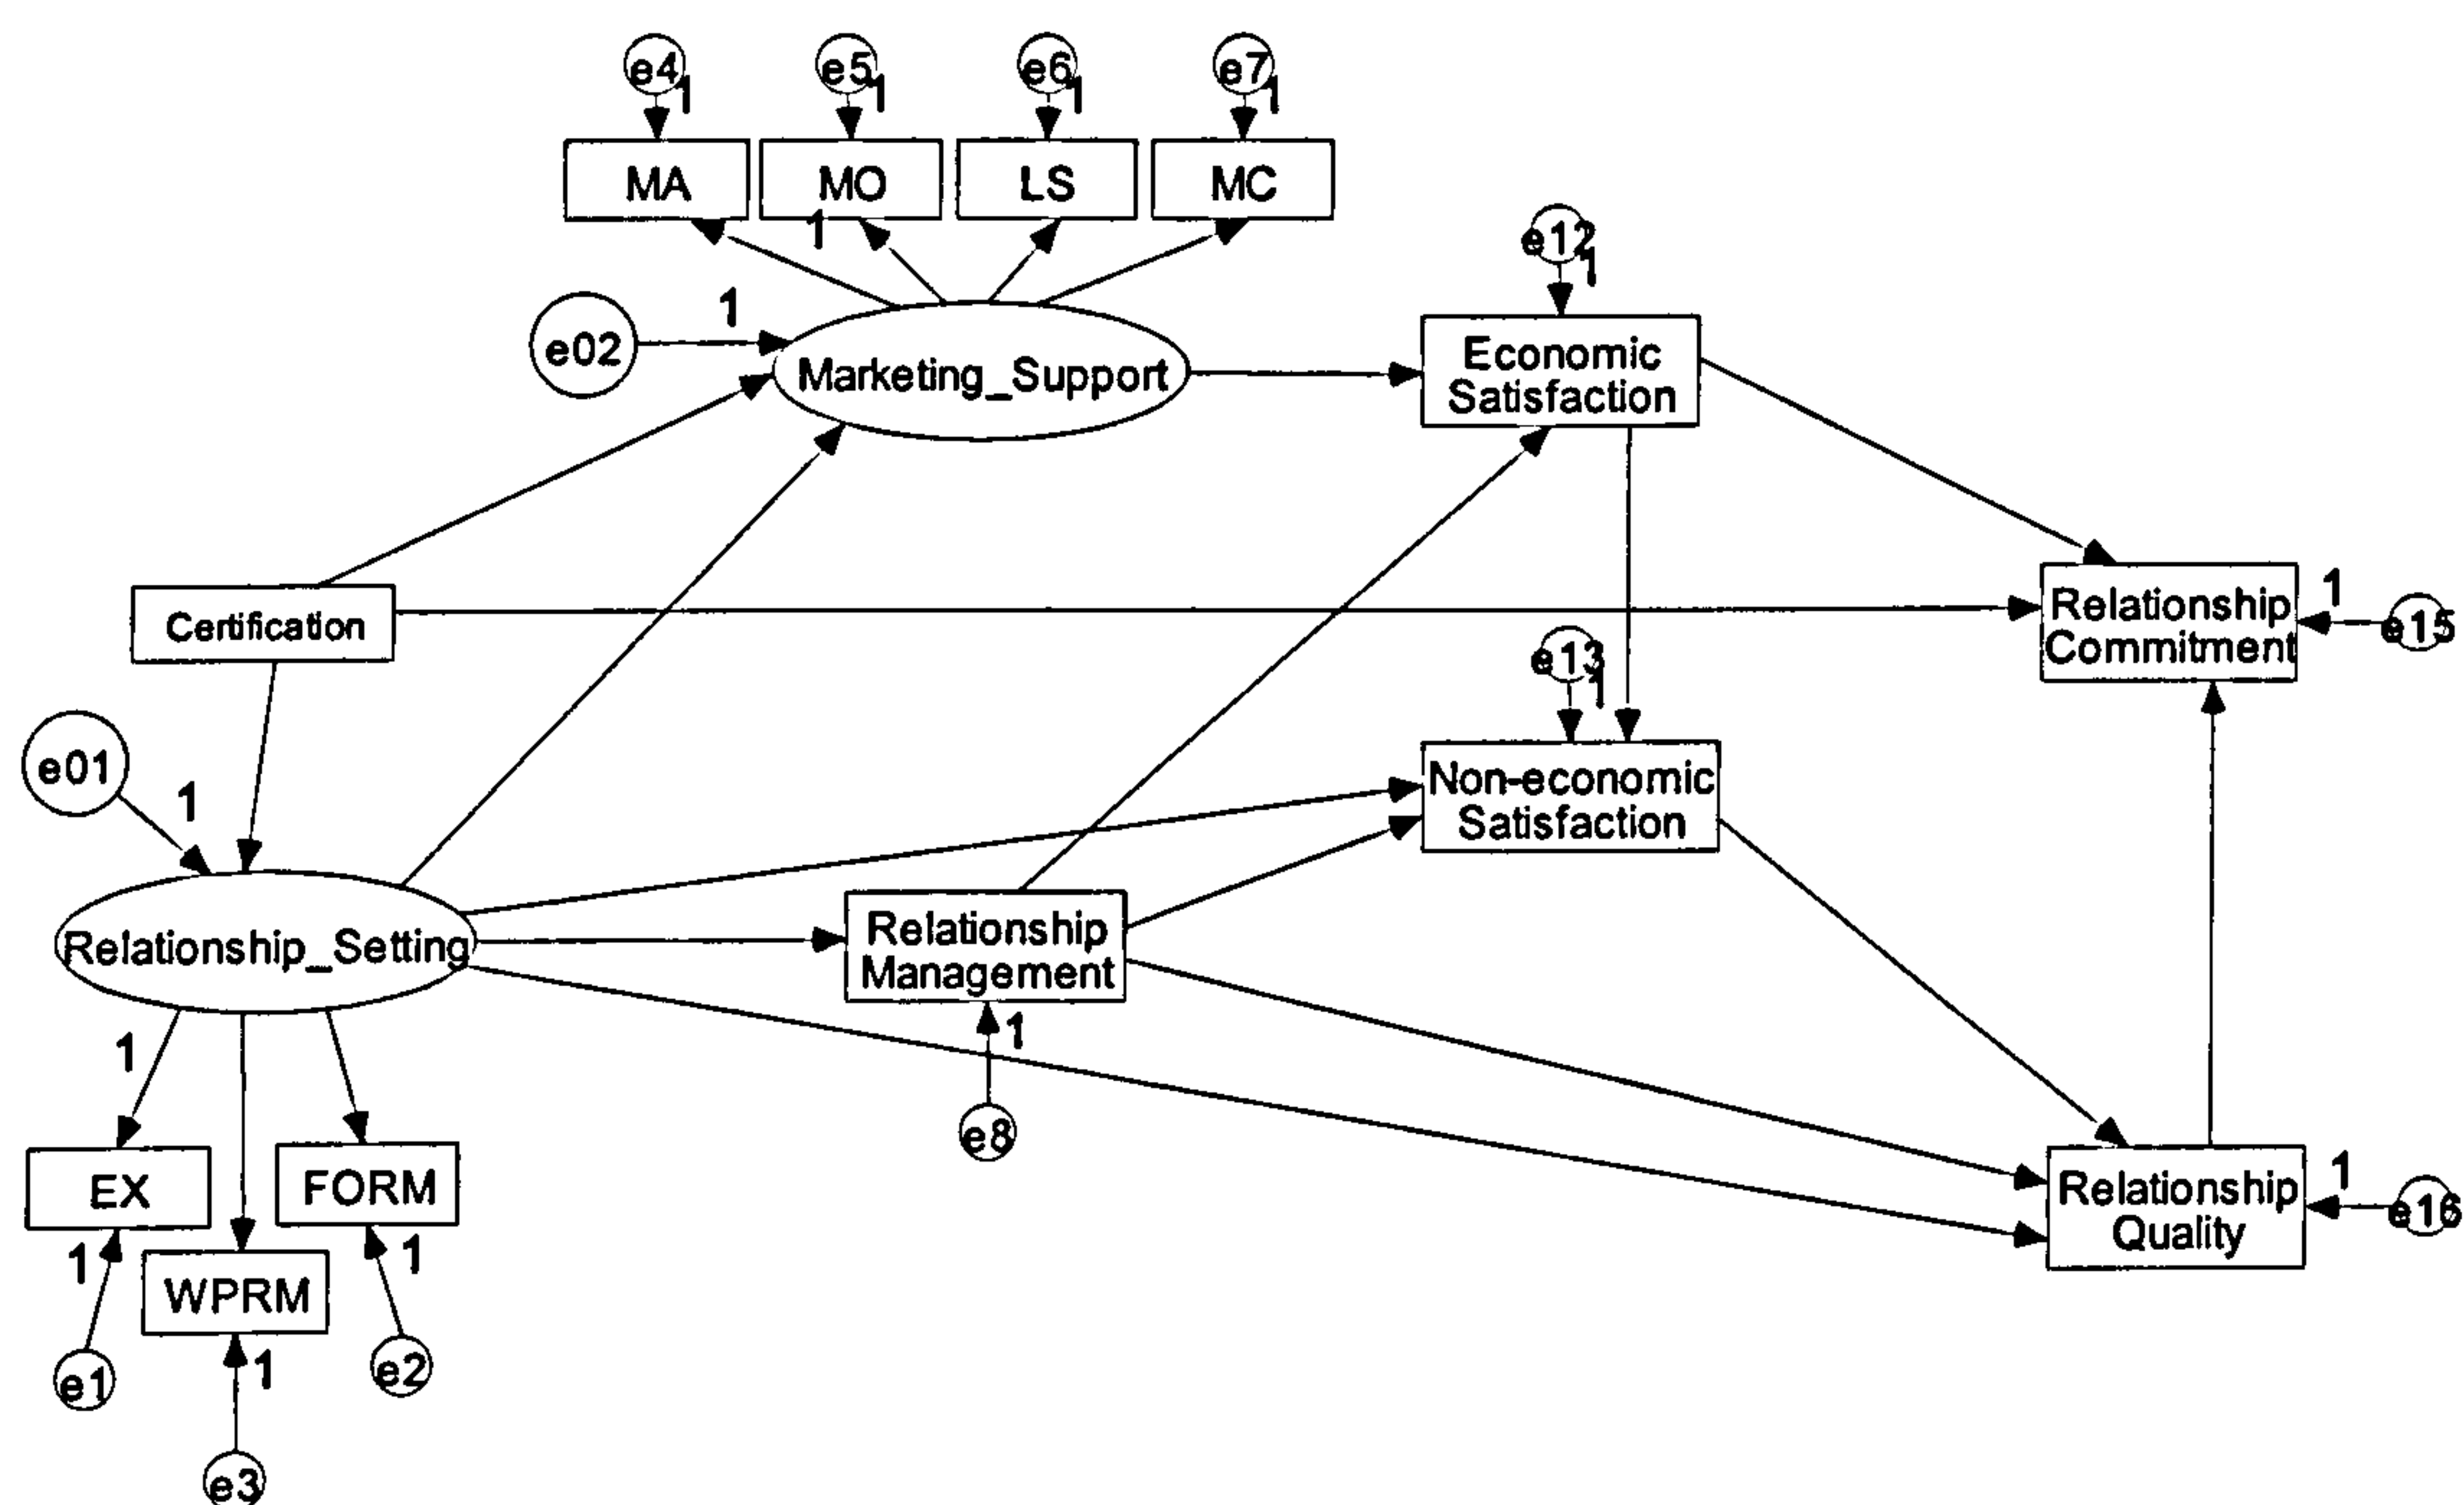 e4
1
e5
1
e6
1
e7
1
MA
MO
LS
MC
1
e12
1
e02
1
Marketing_Support
Economic
Satisfaction
Certification
Relationship
Commitment
1
e15
e13
1
e01
1
Non-economic
Satisfaction
Relationship_Setting
Relationship
Management
1
e8
1
EX
FORM
WPRM
1
1
1
e1
e2
e3
Relationship
Quality
1
e16